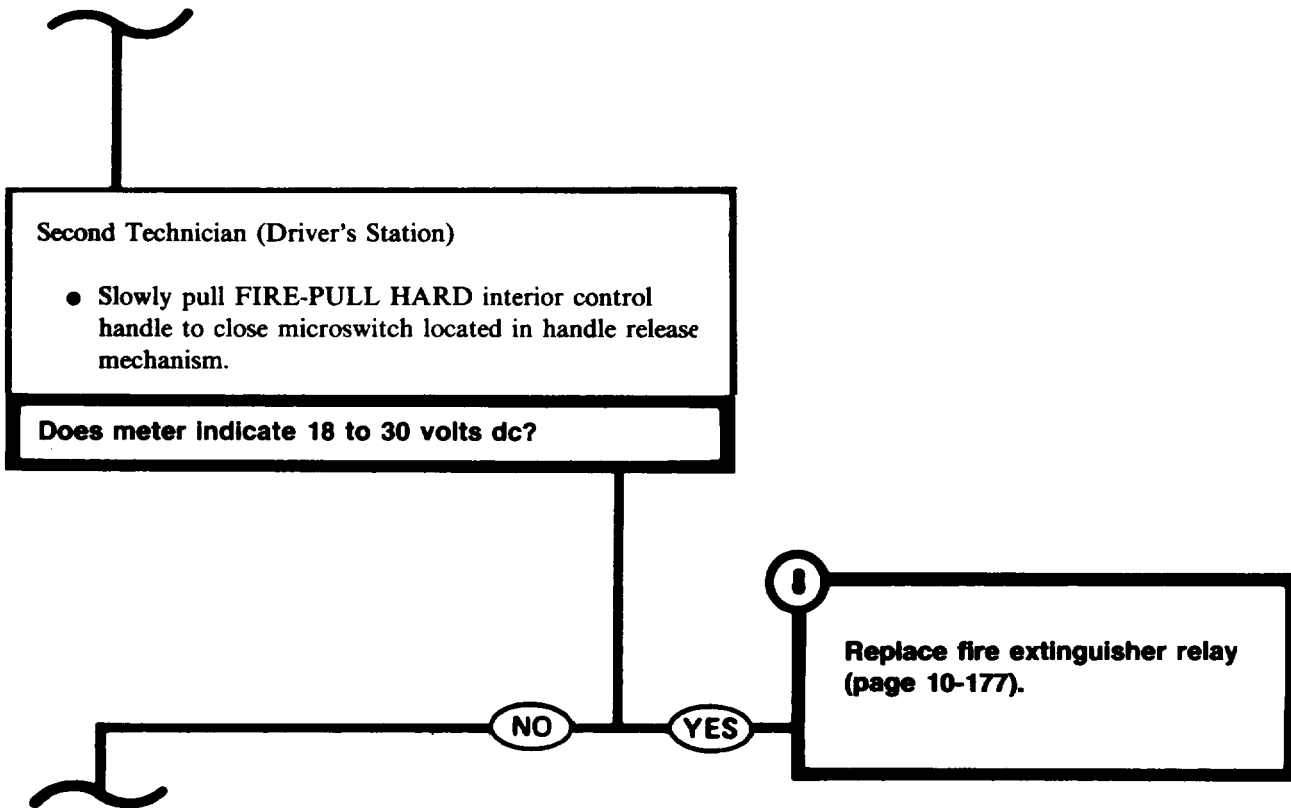 Second Technician (Driver's Station)
● Slowly pull FIRE-PULL HARD interior control
handle to close microswitch located in handle release
mechanism.
Does meter indicate 18 to 30 volts dc?
Replace fire extinguisher relay
(page 10-177).
NO
YES